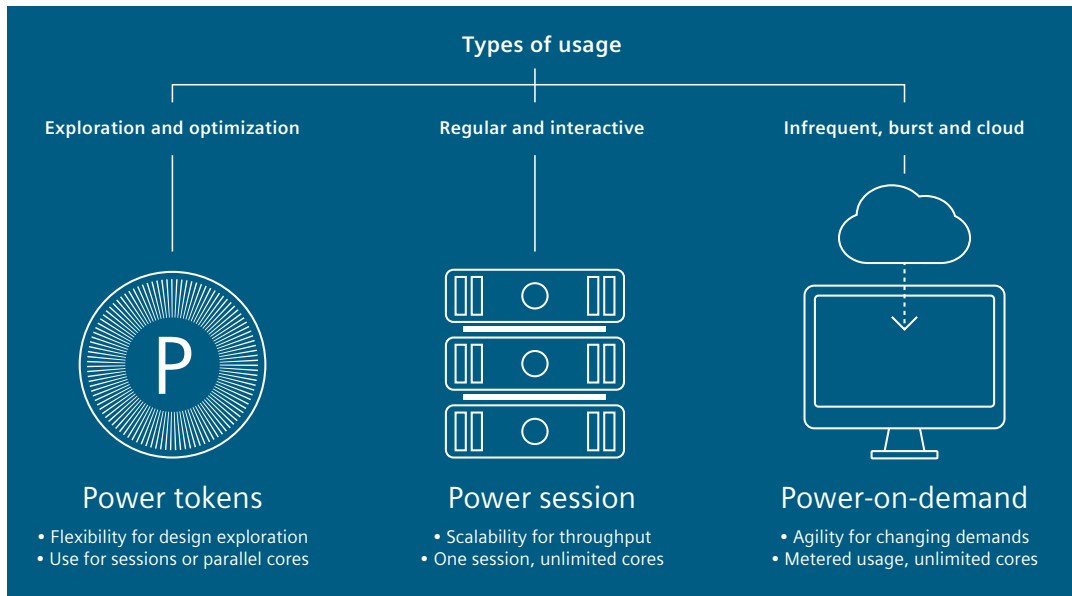 Types of usage
Exploration and optimization
Regular and interactive
Infrequent, burst and cloud
P
Power tokens
• Flexibility for design exploration
• Use for sessions or parallel cores
Power session
• Scalability for throughput
• One session, unlimited cores
Power-on-demand
• Agility for changing demands
• Metered usage, unlimited cores